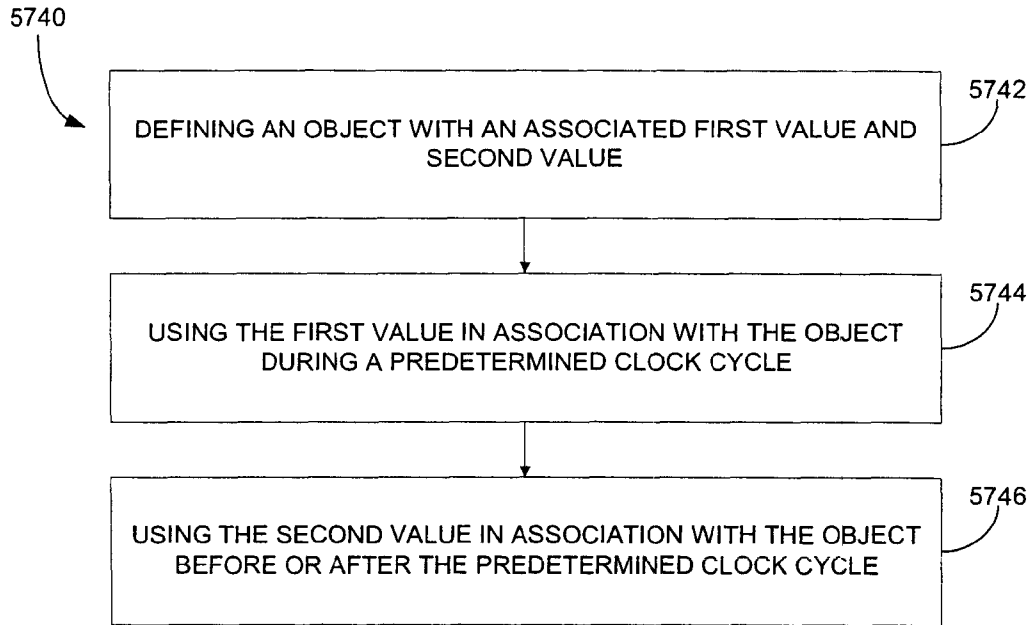 5740
5742
DEFINING AN OBJECT WITH AN ASSOCIATED FIRST VALUE AND
SECOND VALUE
5744
USING THE FIRST VALUE IN ASSOCIATION WITH THE OBJECT
DURING A PREDETERMINED CLOCK CYCLE
5746
USING THE SECOND VALUE IN ASSOCIATION WITH THE OBJECT
BEFORE OR AFTER THE PREDETERMINED CLOCK CYCLE